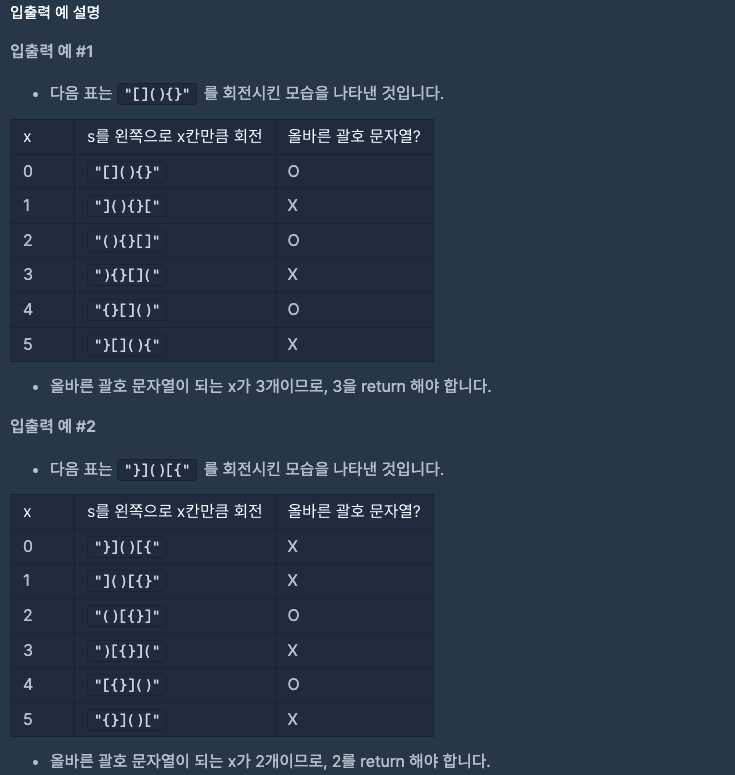 입출력 예 설명
입출력 예 #1
• 다음 표는 "[](){}" 를 회전시킨 모습을 나타낸 것입니다.
x s를 왼쪽으로 x칸만큼 회전 올바른 괄호 문자열?
0 "[](){}" O
1 "](){}[" X
2 "(){}[]" O
3 "){}[](" X
4 "{}[]()" O
5 "}[](){" X
• 올바른 괄호 문자열이 되는 x가 3개이므로, 3을 return 해야 합니다.
입출력 예 #2
• 다음 표는 "}]()[{" 를 회전시킨 모습을 나타낸 것입니다.
x s를 왼쪽으로 x칸만큼 회전 올바른 괄호 문자열?
0 "}]()[{" X
1 "]()[{}" X
2 "()[{}]" O
3 ")[{}](" X
4 "[{}]()" O
5 "{}]()[" X
• 올바른 괄호 문자열이 되는 x가 2개이므로, 2를 return 해야 합니다.